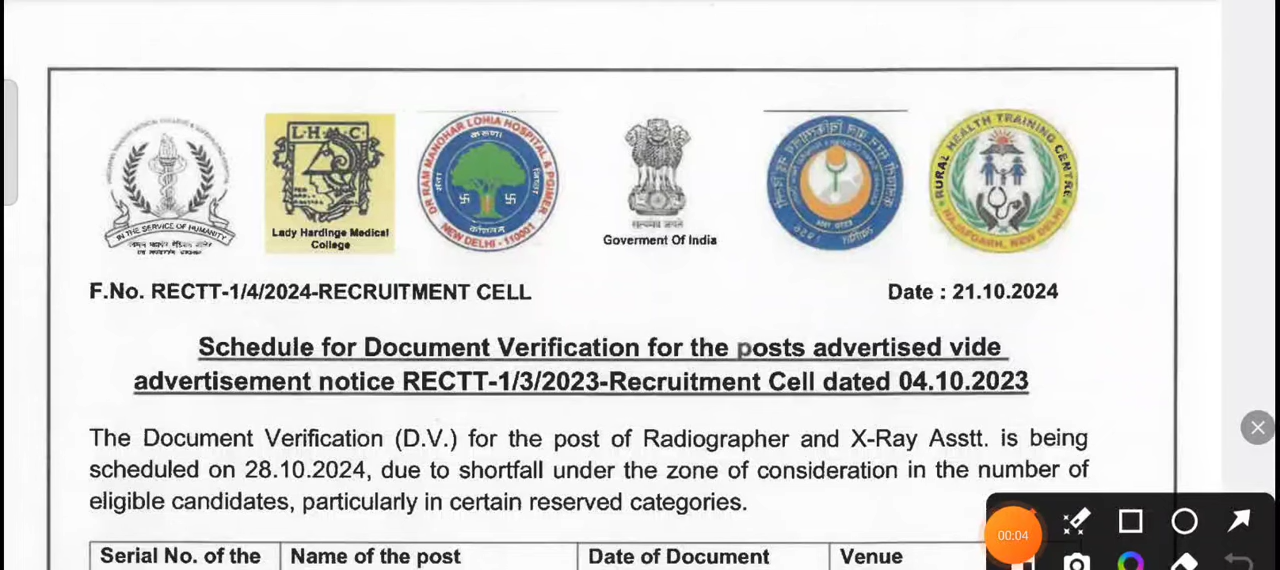 IN THE SERVICE OF HUMANITY
L·H·M·C
Lady Hardinge Medical
College
DR RAM MANOHAR LOHIA HOSPITAL & PGIMER
NEW DELHI - 110001
सत्यमेव जयते
Goverment Of India
RURAL HEALTH TRAINING CENTRE
NAJAFGARH, NEW DELHI
F.No. RECTT-1/4/2024-RECRUITMENT CELL
Date : 21.10.2024
Schedule for Document Verification for the posts advertised vide
advertisement notice RECTT-1/3/2023-Recruitment Cell dated 04.10.2023
The Document Verification (D.V.) for the post of Radiographer and X-Ray Asstt. is being
scheduled on 28.10.2024, due to shortfall under the zone of consideration in the number of
eligible candidates, particularly in certain reserved categories.
Serial No. of the
Name of the post
Date of Document
Venue
00:04